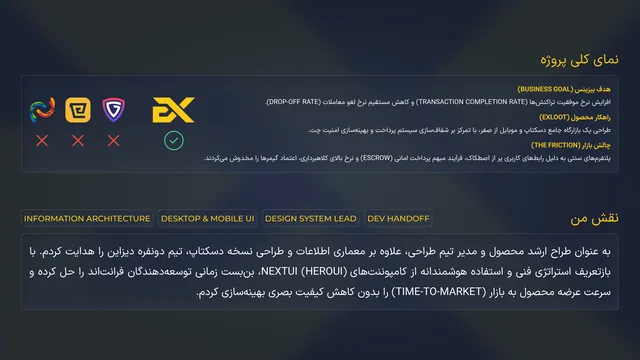 نمای کلی پروژه
هدف بیزینس (BUSINESS GOAL)
افزایش نرخ موفقیت تراکنش‌ها (TRANSACTION COMPLETION RATE) و کاهش مستقیم نرخ لغو معاملات (DROP-OFF RATE).
راهکار محصول (EXLOOT)
طراحی یک بازارگاه جامع دسکتاپ و موبایل از صفر، با تمرکز بر شفاف‌سازی سیستم پرداخت و بهینه‌سازی امنیت چت.
چالش بازار (THE FRICTION)
پلتفرم‌های سنتی به دلیل رابط‌های کاربری پر از اصطکاک، فرآیند مبهم پرداخت امانی (ESCROW) و نرخ بالای کلاهبرداری، اعتماد گیمرها را مخدوش می‌کردند.
EX
نقش من
INFORMATION ARCHITECTURE
DESKTOP & MOBILE UI
DESIGN SYSTEM LEAD
DEV HANDOFF
به عنوان طراح ارشد محصول و مدیر تیم طراحی، علاوه بر معماری اطلاعات و طراحی نسخه دسکتاپ، تیم دونفره دیزاین را هدایت کردم. با
بازتعریف استراتژی فنی و استفاده هوشمندانه از کامپوننت‌های NEXTUI (HEROUI)، بن‌بست زمانی توسعه‌دهندگان فرانت‌اند را حل کرده و
سرعت عرضه محصول به بازار (TIME-TO-MARKET) را بدون کاهش کیفیت بصری بهینه‌سازی کردم.